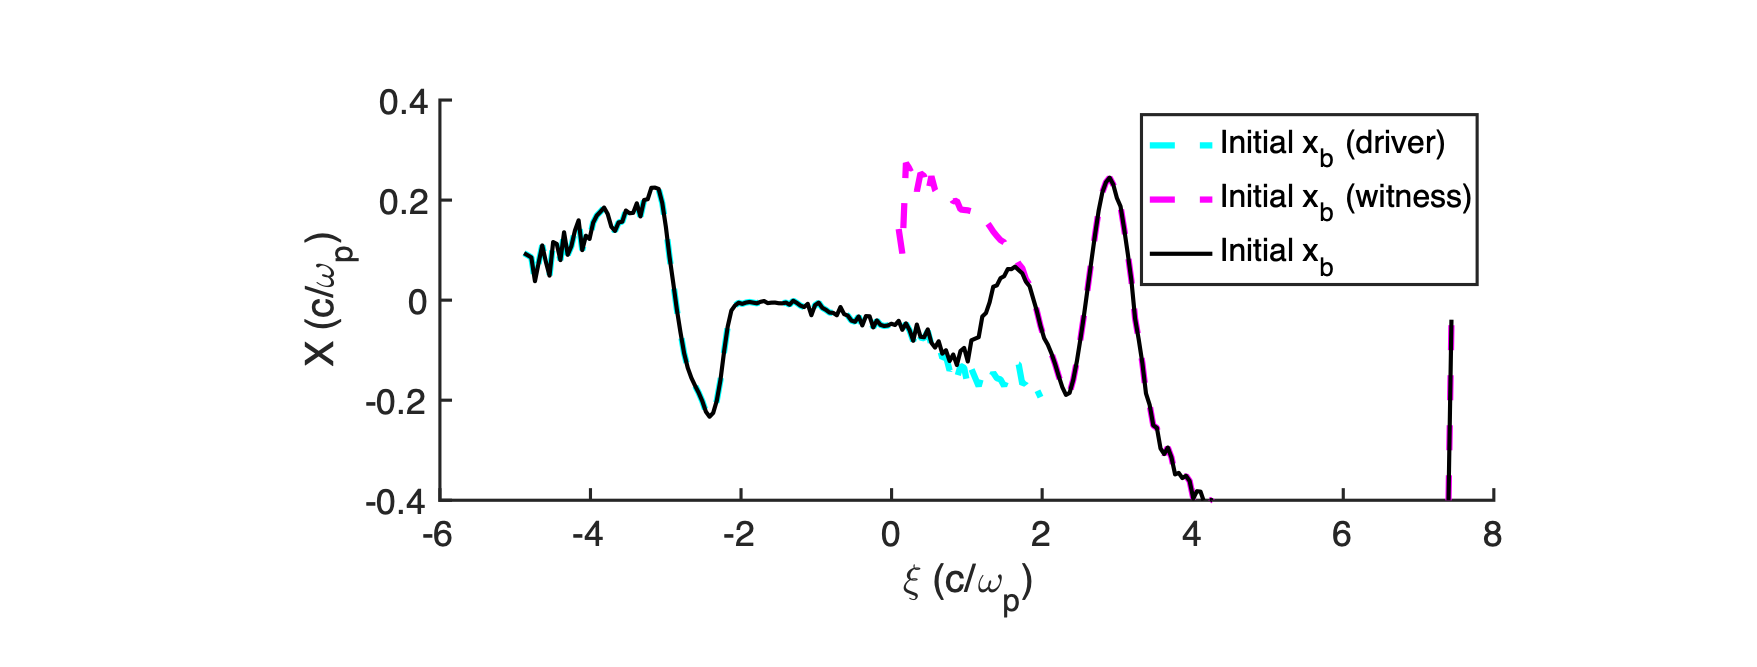 0.4
0.2
0
-0.2
-0.4
X (c/ω_p)
-6 -4 -2 0 2 4 6 8
ξ (c/ω_p)
Initial x_b (driver)
Initial x_b (witness)
Initial x_b